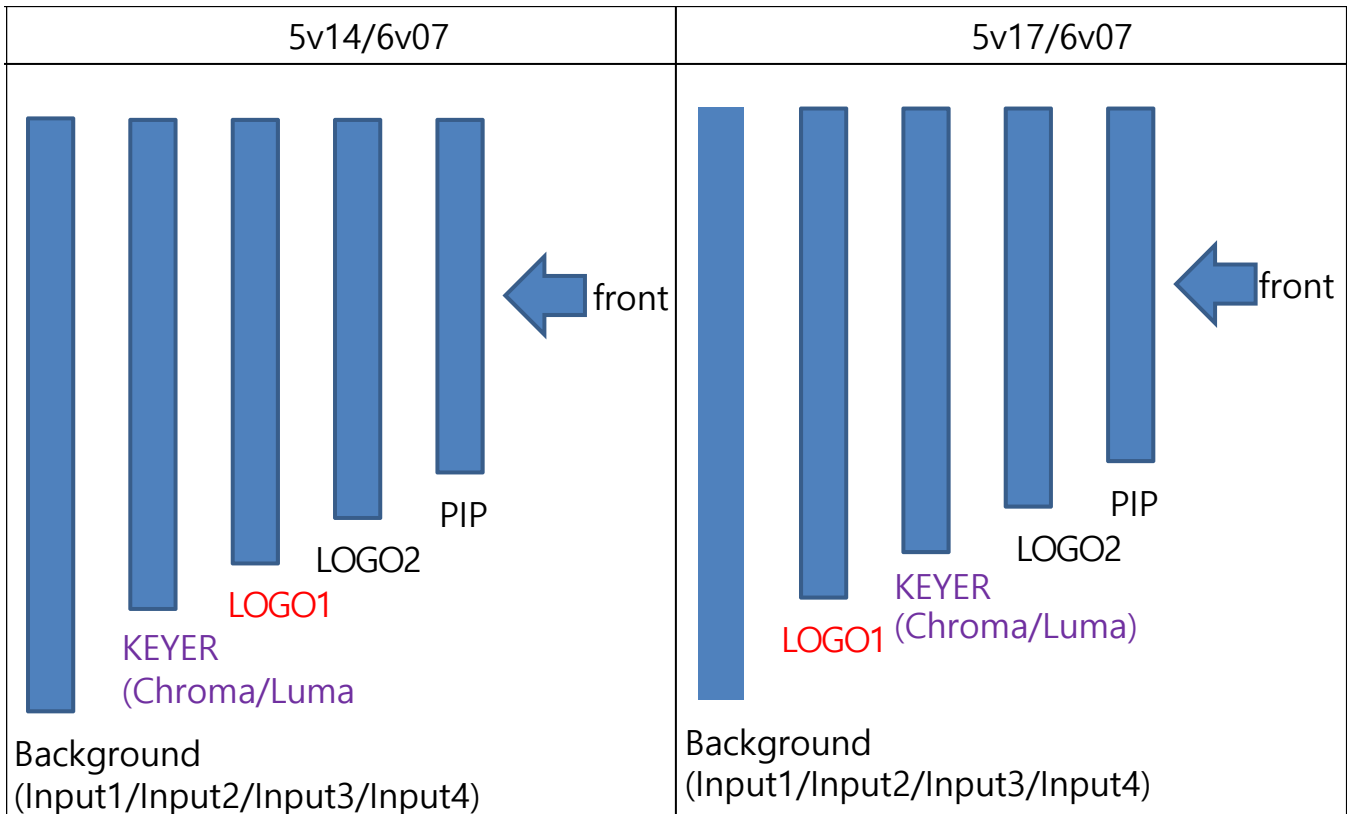 5v14/6v07
5v17/6v07
front
PIP
LOGO2
LOGO1
KEYER
(Chroma/Luma
Background
(Input1/Input2/Input3/Input4)
front
PIP
LOGO2
KEYER
(Chroma/Luma)
LOGO1
Background
(Input1/Input2/Input3/Input4)